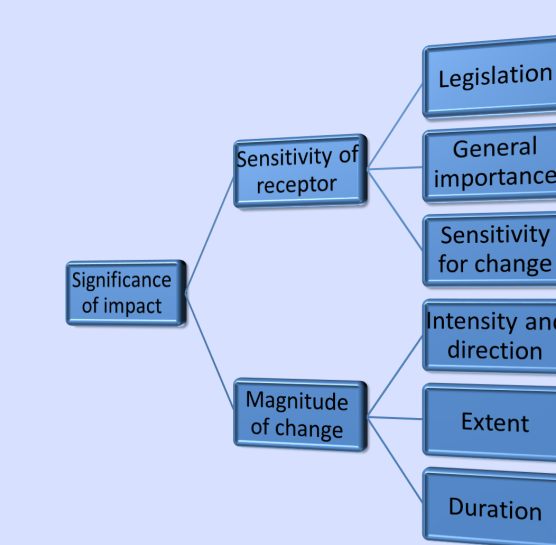 Legislation
General
importance
Sensitivity of
receptor
Sensitivity
for change
Significance
of impact
Intensity and
direction
Magnitude
of change
Extent
Duration